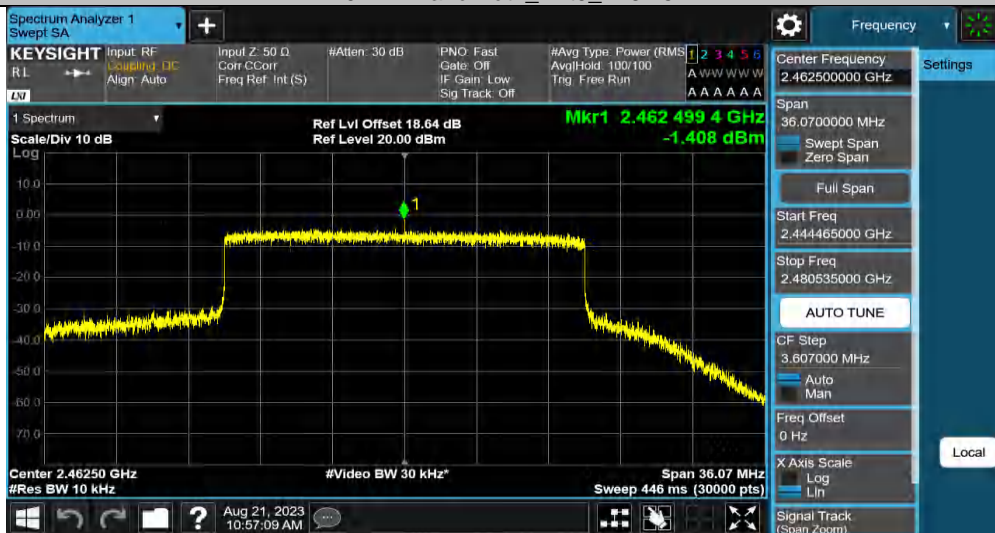 Spectrum Analyzer 1
Swept SA
+
Frequency
KEYSIGHT
RL
LXI
Input: RF
Coupling: DC
Align: Auto
Input Z: 50 Ω
Corr CCorr
Freq Ref: Int (S)
#Atten: 30 dB
PNO: Fast
Gate: Off
IF Gain: Low
Sig Track: Off
#Avg Type: Power (RMS
Avg|Hold: 100/100
Trig: Free Run
1 2 3 4 5 6
A W W W W W
A A A A A A
1 Spectrum
Scale/Div 10 dB
Ref Lvl Offset 18.64 dB
Ref Level 20.00 dBm
Mkr1 2.462 499 4 GHz
-1.408 dBm
Log
10.0
0.00
-10.0
-20.0
-30.0
-40.0
-50.0
-60.0
-70.0
1
Center 2.46250 GHz
#Res BW 10 kHz
#Video BW 30 kHz*
Span 36.07 MHz
Sweep 446 ms (30000 pts)
Center Frequency
2.462500000 GHz
Span
36.0700000 MHz
Swept Span
Zero Span
Full Span
Start Freq
2.444465000 GHz
Stop Freq
2.480535000 GHz
AUTO TUNE
CF Step
3.607000 MHz
Auto
Man
Freq Offset
0 Hz
X Axis Scale
Log
Lin
Signal Track
(Span Zoom)
Settings
Local
?
Aug 21, 2023
10:57:09 AM